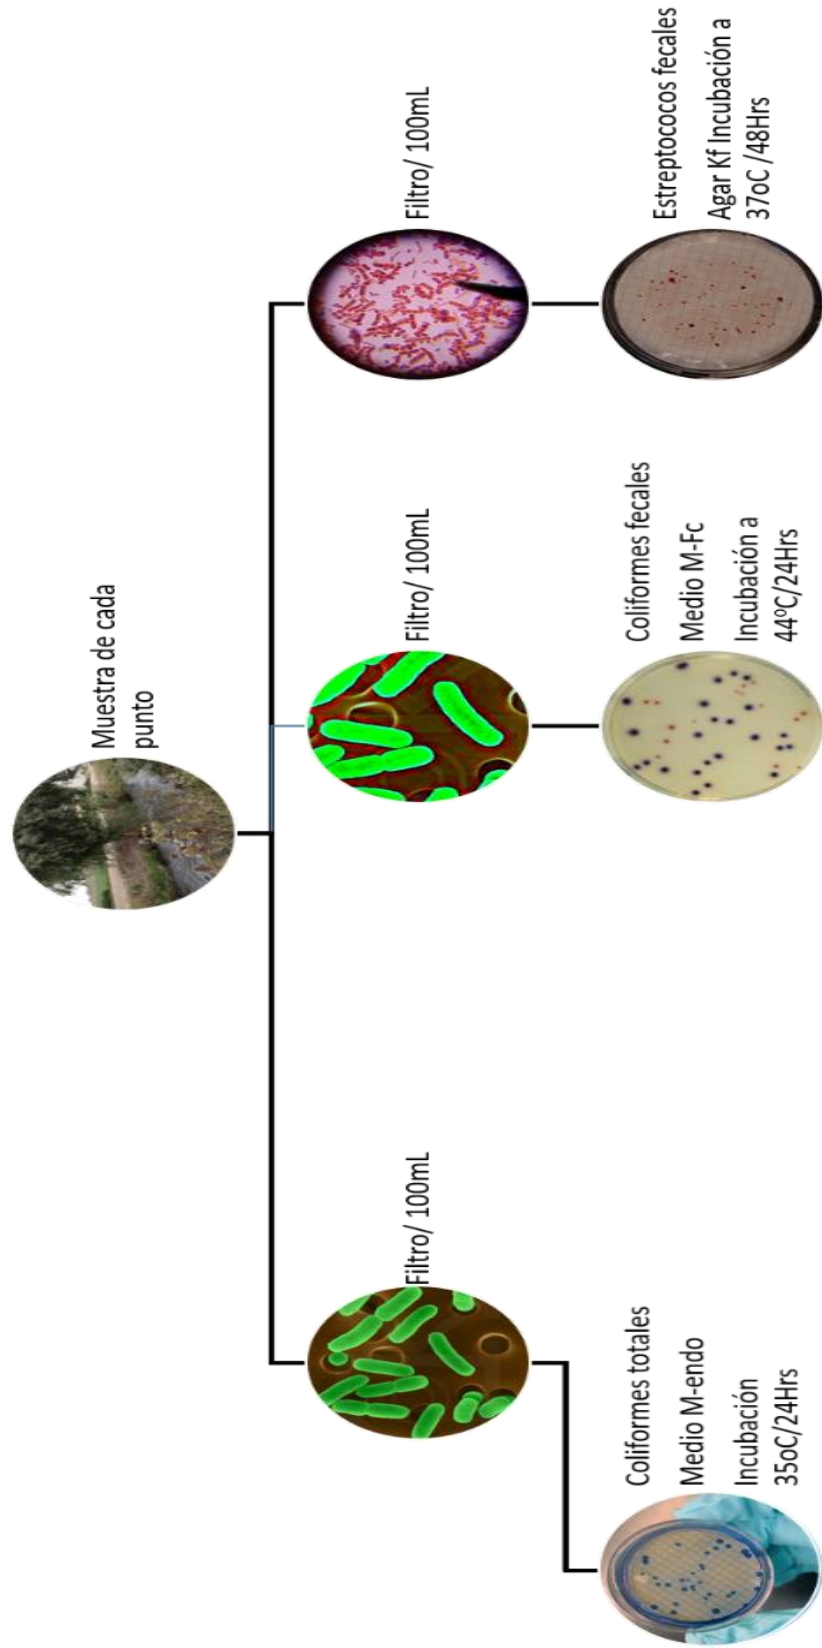 Muestra de cada
punto
Filtro/ 100mL
Filtro/ 100mL
Filtro/ 100mL
Coliformes totales
Medio M-endo
Incubación
35oC/24Hrs
Coliformes fecales
Medio M-Fc
Incubación a
44ºC/24Hrs
Estreptococos fecales
Agar Kf Incubación a
37oC /48Hrs